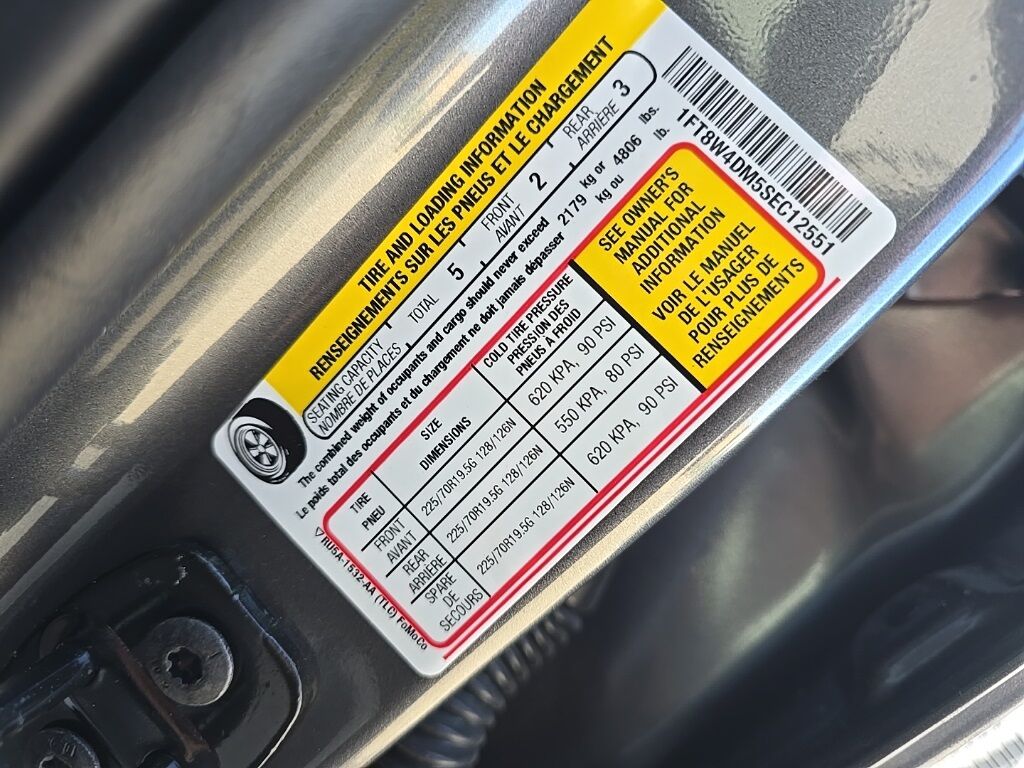 TIRE AND LOADING INFORMATION
RENSEIGNEMENTS SUR LES PNEUS ET LE CHARGEMENT
SEATING CAPACITY
NOMBRE DE PLACES
TOTAL 5
FRONT
AVANT 2
REAR
ARRIÈRE 3
The combined weight of occupants and cargo should never exceed 2179 kg or 4806 lbs.
Le poids total des occupants et du chargement ne doit jamais dépasser kg ou lb.
TIRE
PNEU
SIZE
DIMENSIONS
COLD TIRE PRESSURE
PRESSION DES
PNEUS A FROID
FRONT
AVANT
225/70R19.5G 128/126N
620 KPA, 90 PSI
REAR
ARRIÈRE
225/70R19.5G 128/126N
550 KPA, 80 PSI
SPARE
DE
SECOURS
225/70R19.5G 128/126N
620 KPA, 90 PSI
SEE OWNER'S
MANUAL FOR
ADDITIONAL
INFORMATION
VOIR LE MANUEL
DE L'USAGER
POUR PLUS DE
RENSEIGNEMENTS
1FT8W4DM5SEC12551
RU5A-1532-AA (TLC) FoMoCo